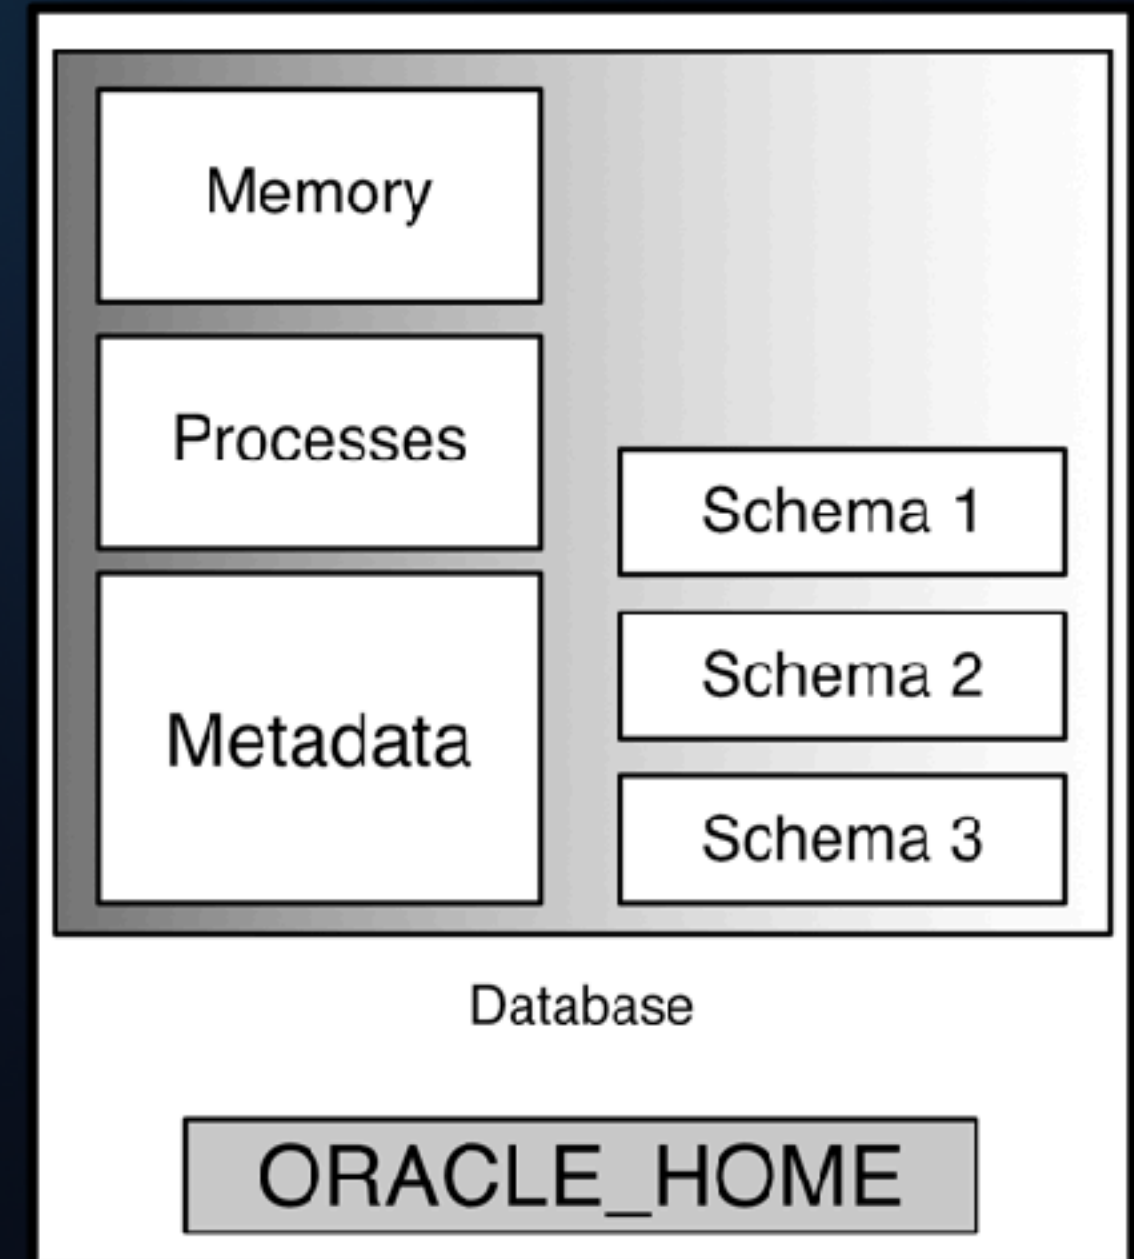 Memory
Processes
Metadata
Schema 1
Schema 2
Schema 3
Database
ORACLE_HOME